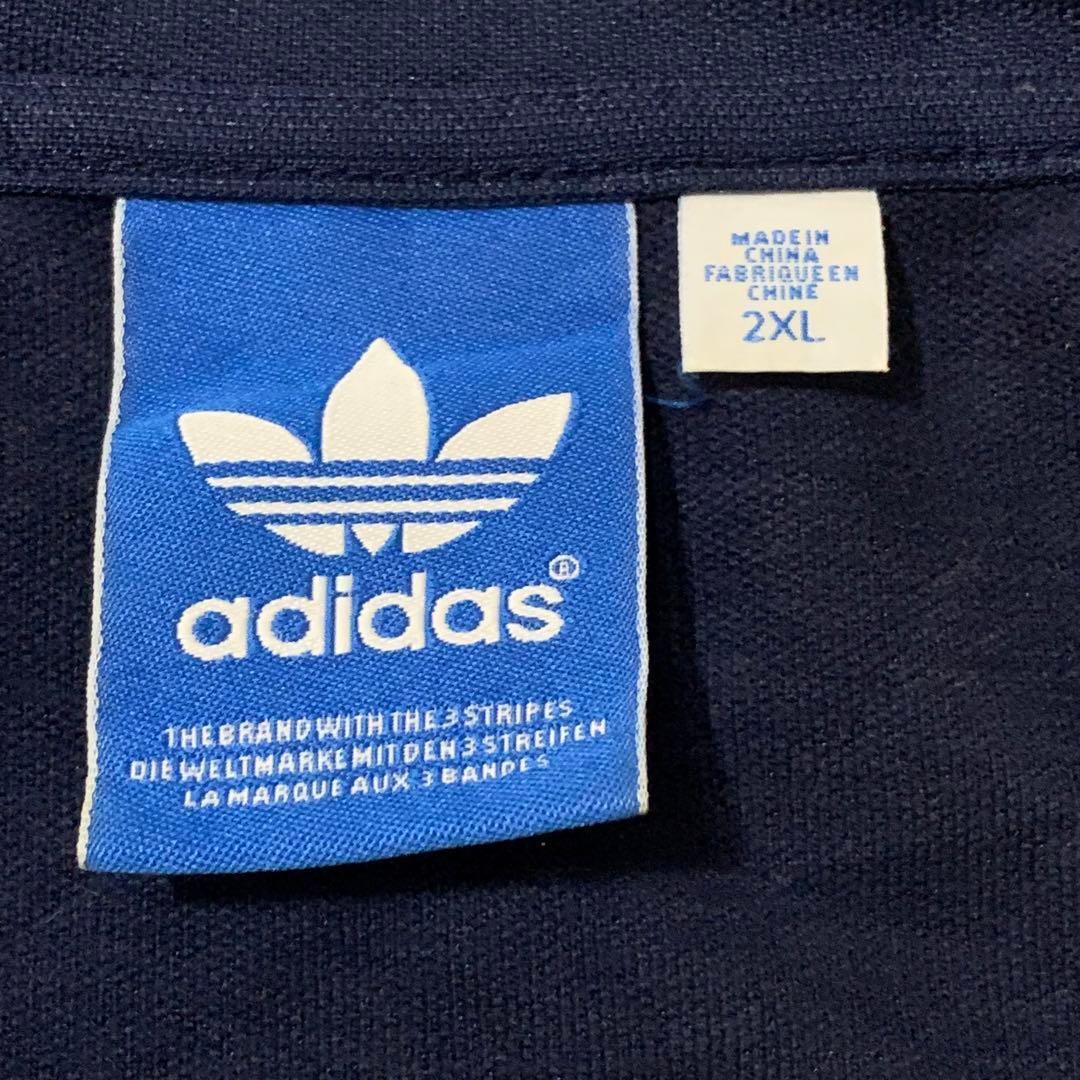 adidas®
THE BRAND WITH THE 3 STRIPES
DIE WELTMARKE MIT DEN 3 STREIFEN
LA MARQUE AUX 3 BANDES
MADE IN
CHINA
FABRIQUE EN
CHINE
2XL